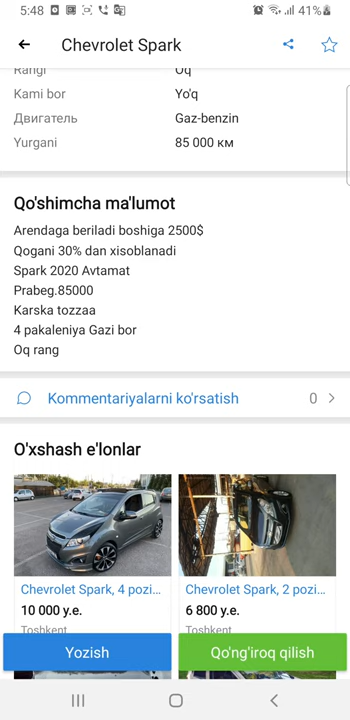 5:48
41%
Chevrolet Spark
Rangi Oq
Kami bor Yo'q
Двигатель Gaz-benzin
Yurgani 85 000 км
Qo'shimcha ma'lumot
Arendaga beriladi boshiga 2500$
Qogani 30% dan xisoblanadi
Spark 2020 Avtamat
Prabeg.85000
Karska tozzaa
4 pakaleniya Gazi bor
Oq rang
Kommentariyalarni ko'rsatish 0
O'xshash e'lonlar
Chevrolet Spark, 4 pozi...
10 000 y.e.
Toshkent
Chevrolet Spark, 2 pozi...
6 800 y.e.
Toshkent
Yozish
Qo'ng'iroq qilish